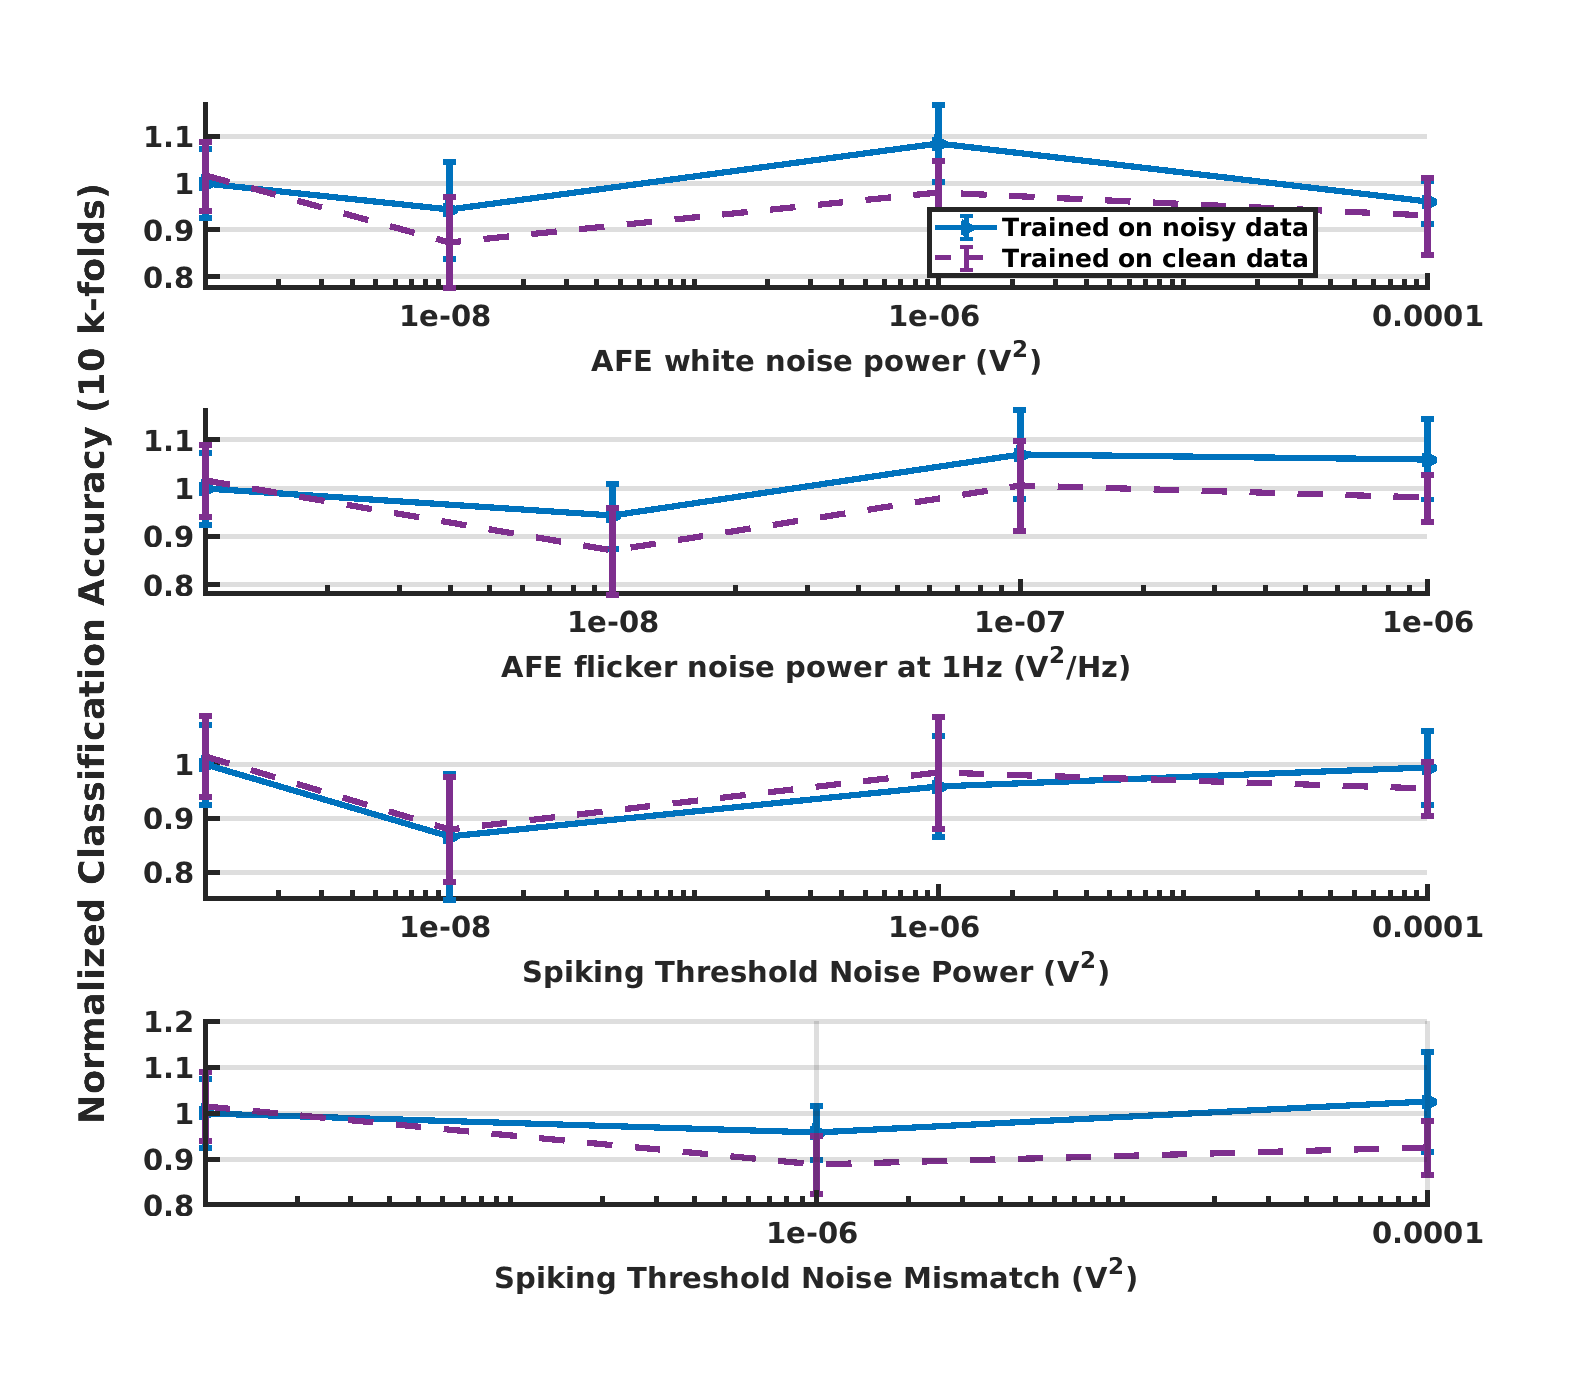 Normalized Classification Accuracy (10 k-folds)
1.1
1
0.9
0.8
Trained on noisy data
Trained on clean data
1e-08 1e-06 0.0001
AFE white noise power (V²)
1.1
1
0.9
0.8
1e-08 1e-07 1e-06
AFE flicker noise power at 1Hz (V²/Hz)
1
0.9
0.8
1e-08 1e-06 0.0001
Spiking Threshold Noise Power (V²)
1.2
1.1
1
0.9
0.8
1e-06 0.0001
Spiking Threshold Noise Mismatch (V²)